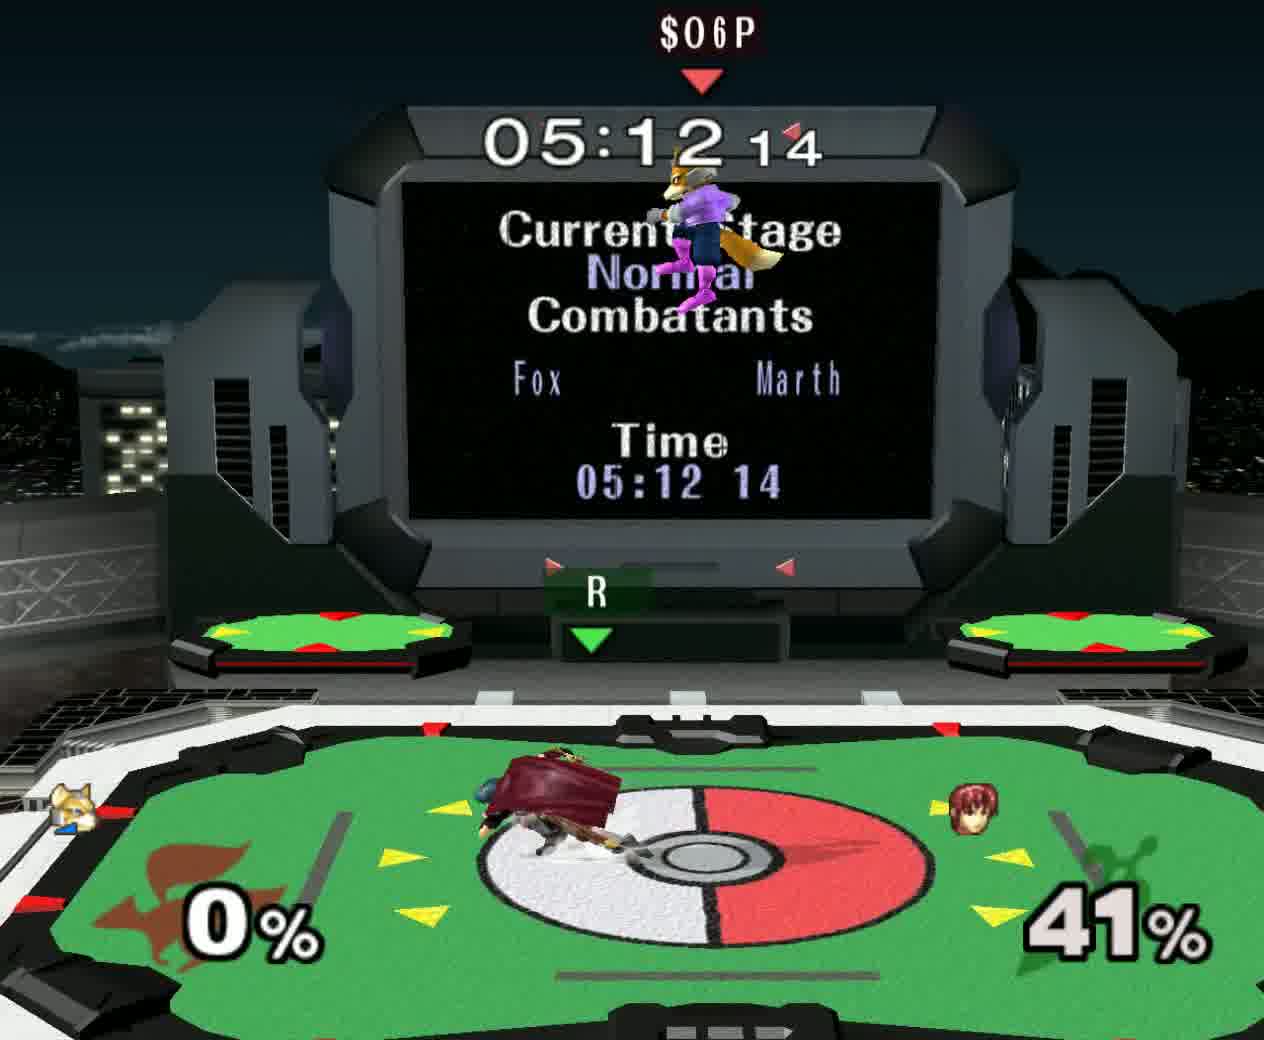 $06P
05:12 14
Current Stage
Normal
Combatants
Fox Marth
Time
05:12 14
R
0% 41%